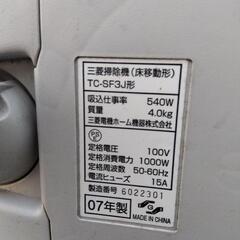 三菱掃除機(床移動形)
TC-SF3J形
吸込仕事率 540W
質量 4.0kg
三菱電機ホーム機器株式会社
PS E
定格電圧 100V
定格消費電力 1000W
定格周波数 50-60Hz
電流ヒューズ 15A
製造番号 6022301
07年製
MADE IN CHINA